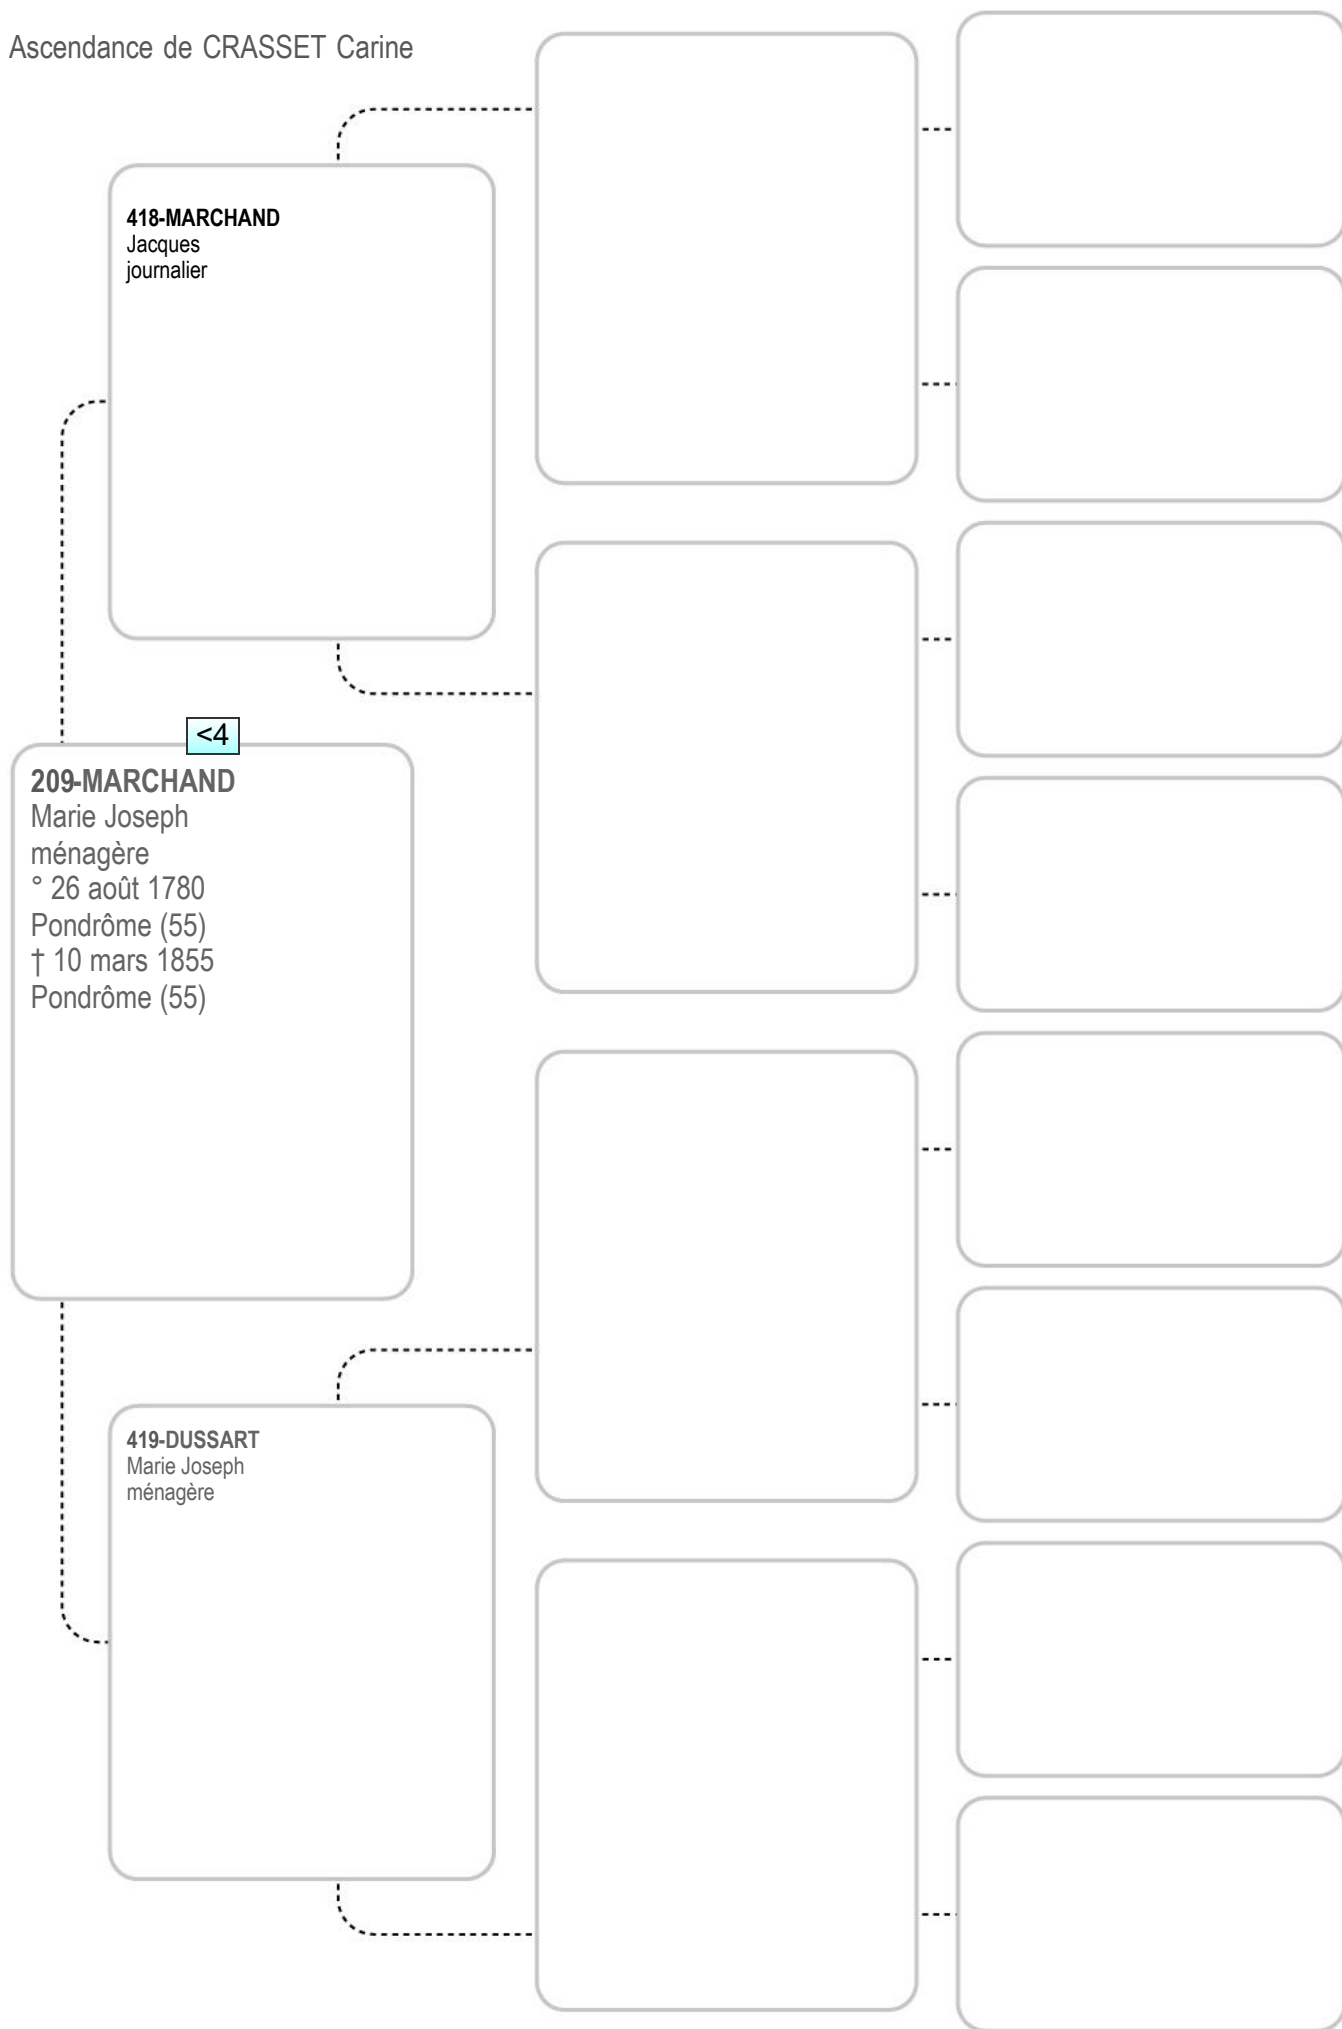 Ascendance de CRASSET Carine
418-MARCHAND
Jacques
journalier
<4
209-MARCHAND
Marie Joseph
ménagère
° 26 août 1780
Pondrôme (55)
† 10 mars 1855
Pondrôme (55)
419-DUSSART
Marie Joseph
ménagère